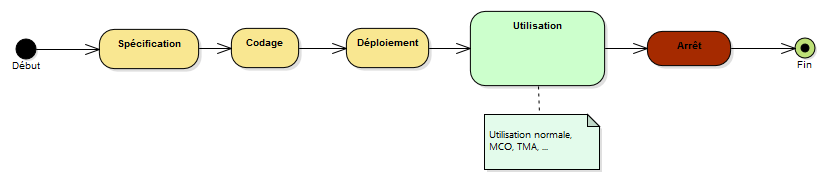 Début
Spécification
Codage
Déploiement
Utilisation
Arrêt
Fin
Utilisation normale,
MCO, TMA, ...